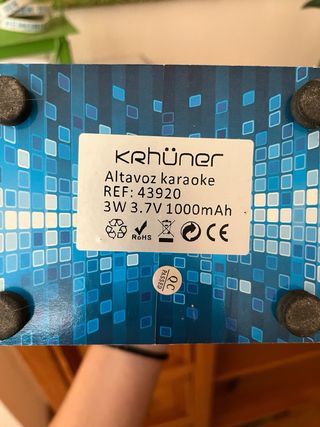 KRhüner
Altavoz karaoke
REF: 43920
3W 3.7V 1000mAh
RoHS
CE
QC
PASSED